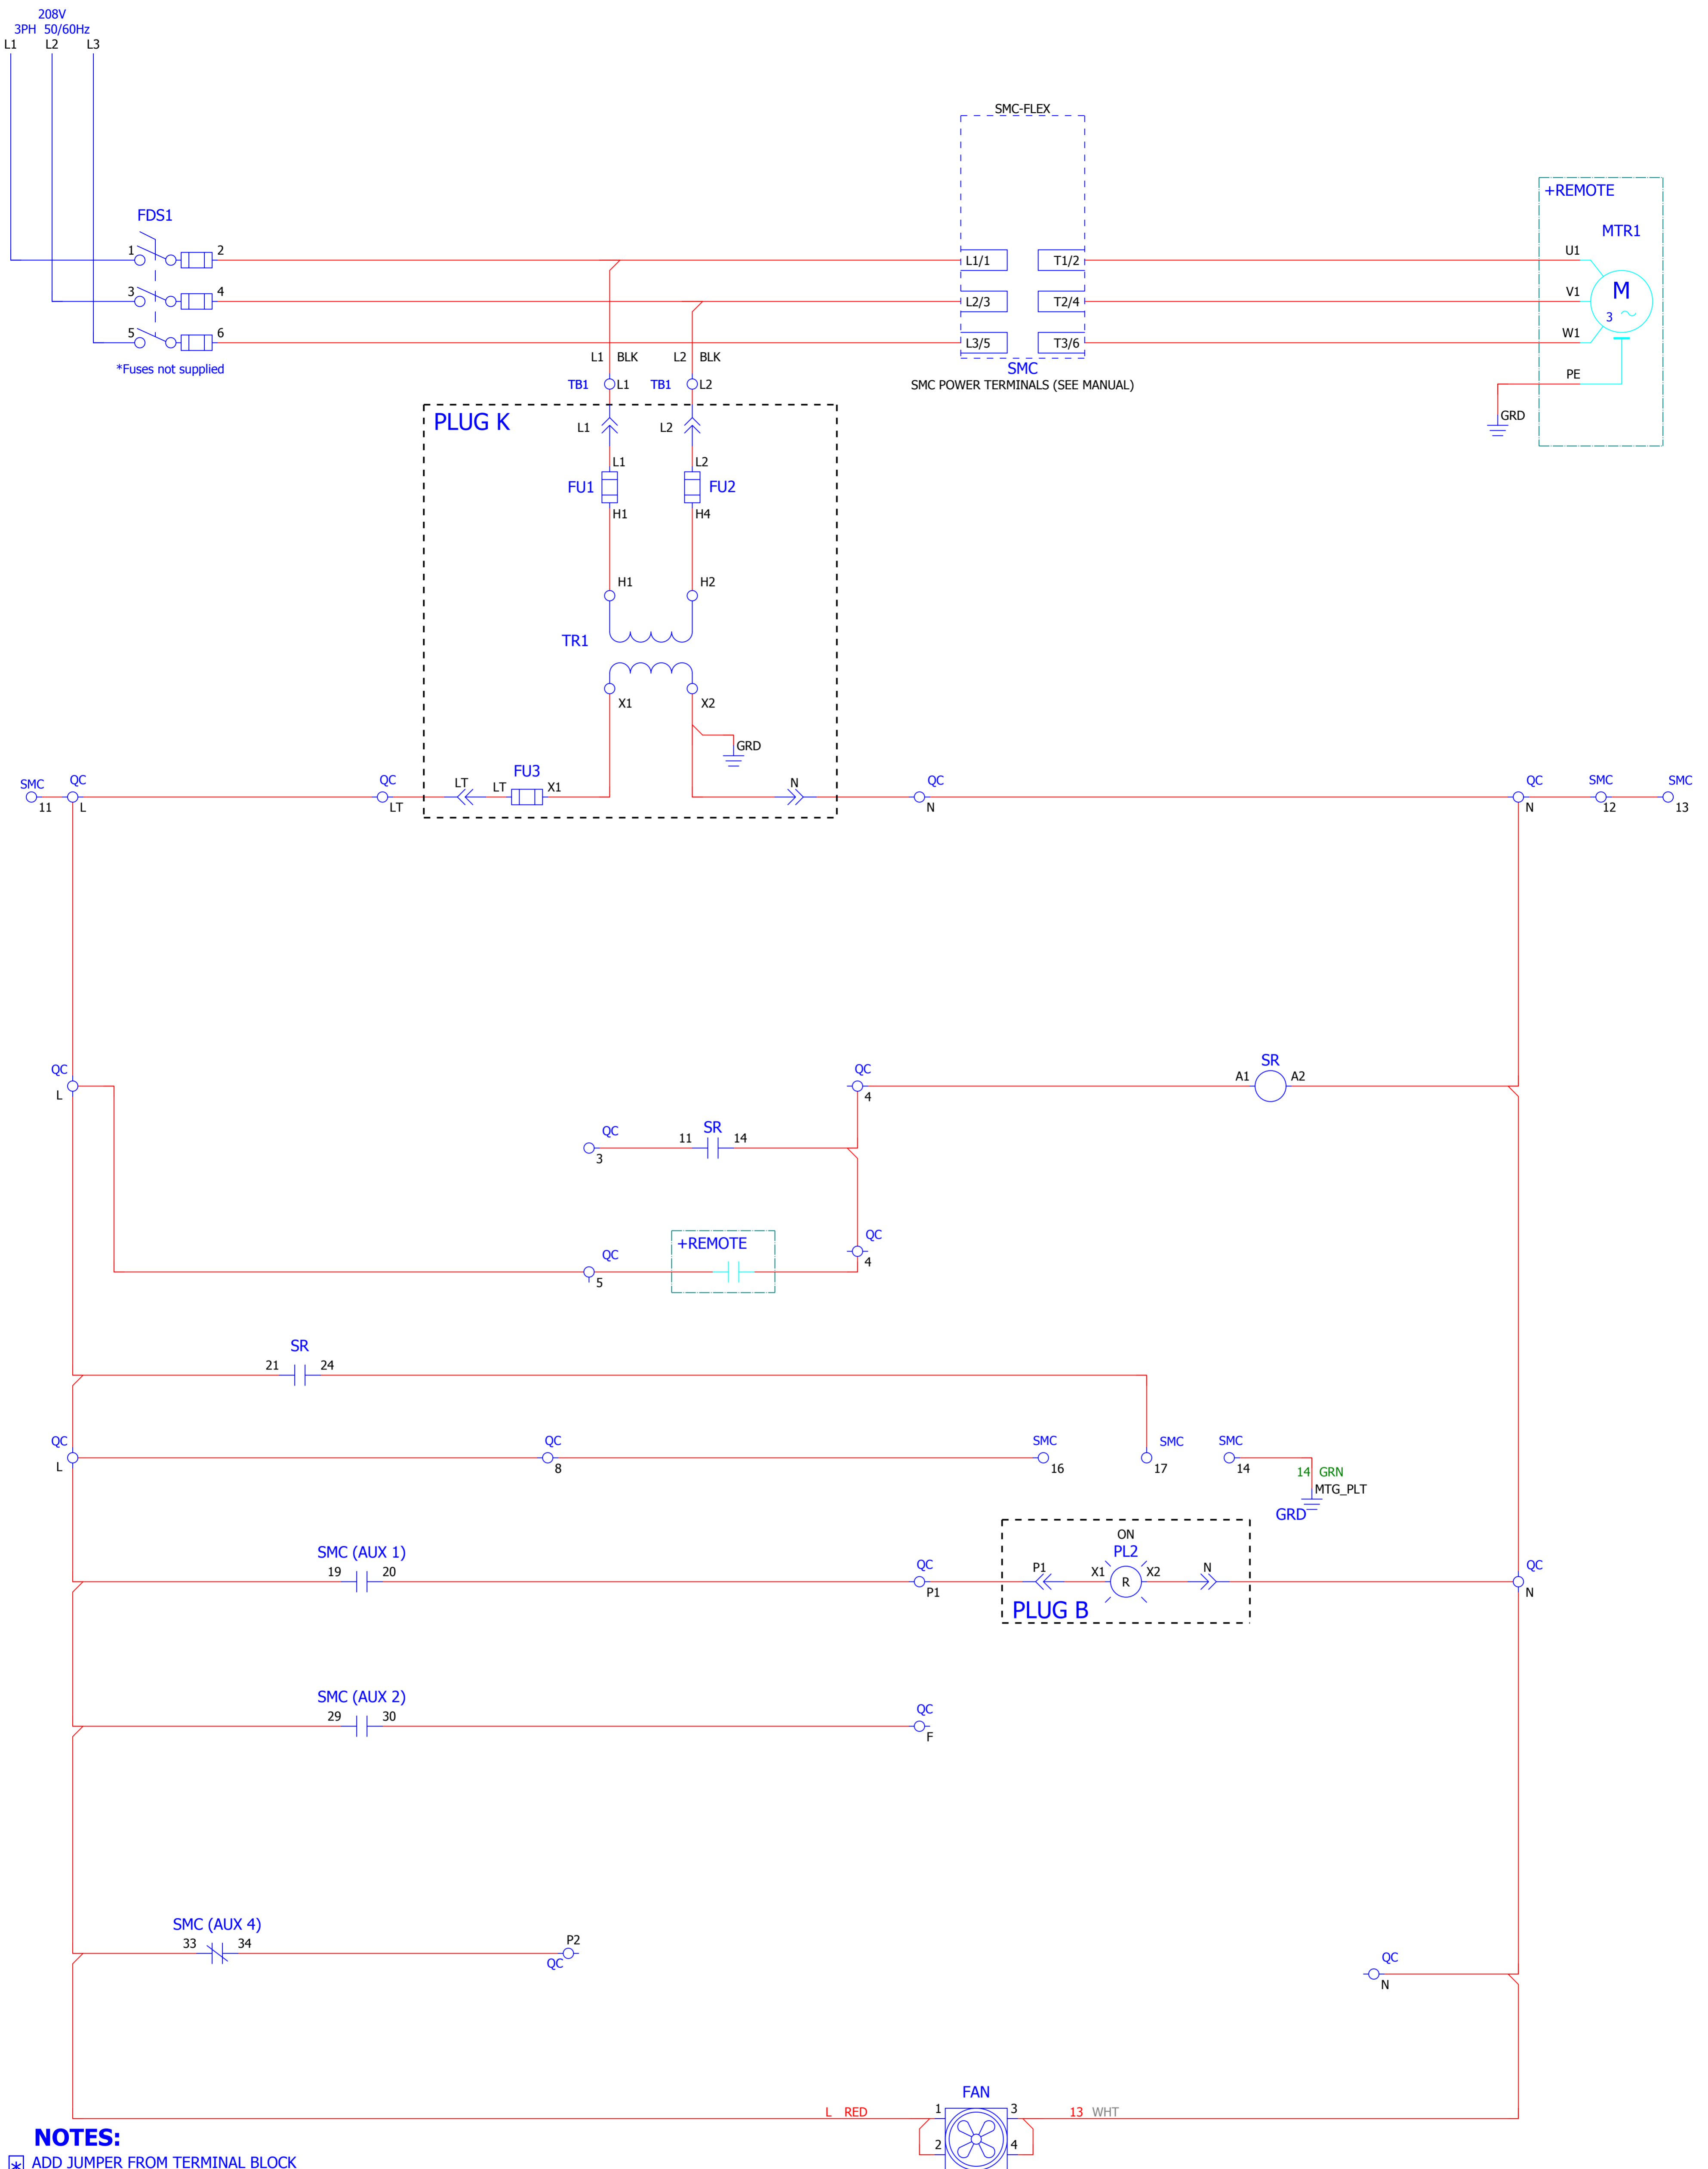 208V
3PH 50/60Hz
L1 L2 L3
SMC-FLEX
+REMOTE
FDS1
MTR1
1 2 L1/1 T1/2 U1
3 4 L2/3 T2/4 V1 M
3
5 6 L3/5 T3/6 W1
*Fuses not supplied
L1 BLK L2 BLK
SMC
SMC POWER TERMINALS (SEE MANUAL)
PE
TB1 L1 TB1 L2
GRD
PLUG K
L1 L2
L1 L2
FU1 FU2
H1 H4
H1 H2
TR1
X1 X2
GRD
SMC QC QC LT LT FU3 X1 N QC QC SMC SMC
11 L LT N N 12 13
QC QC SR
L 4 A1 A2
QC SR
3 11 14
+REMOTE QC
QC 4
5
SR
21 24
QC QC SMC SMC SMC
L 8 16 17 14
14 GRN
MTG_PLT
GRD
ON
SMC (AUX 1) PL2
19 20 QC P1 X1 R X2 N QC
P1 N
PLUG B
SMC (AUX 2)
29 30 QC
F
SMC (AUX 4)
33 34 P2
QC
QC
N
FAN
L RED 1 3 13 WHT
2 4
NOTES:
* ADD JUMPER FROM TERMINAL BLOCK